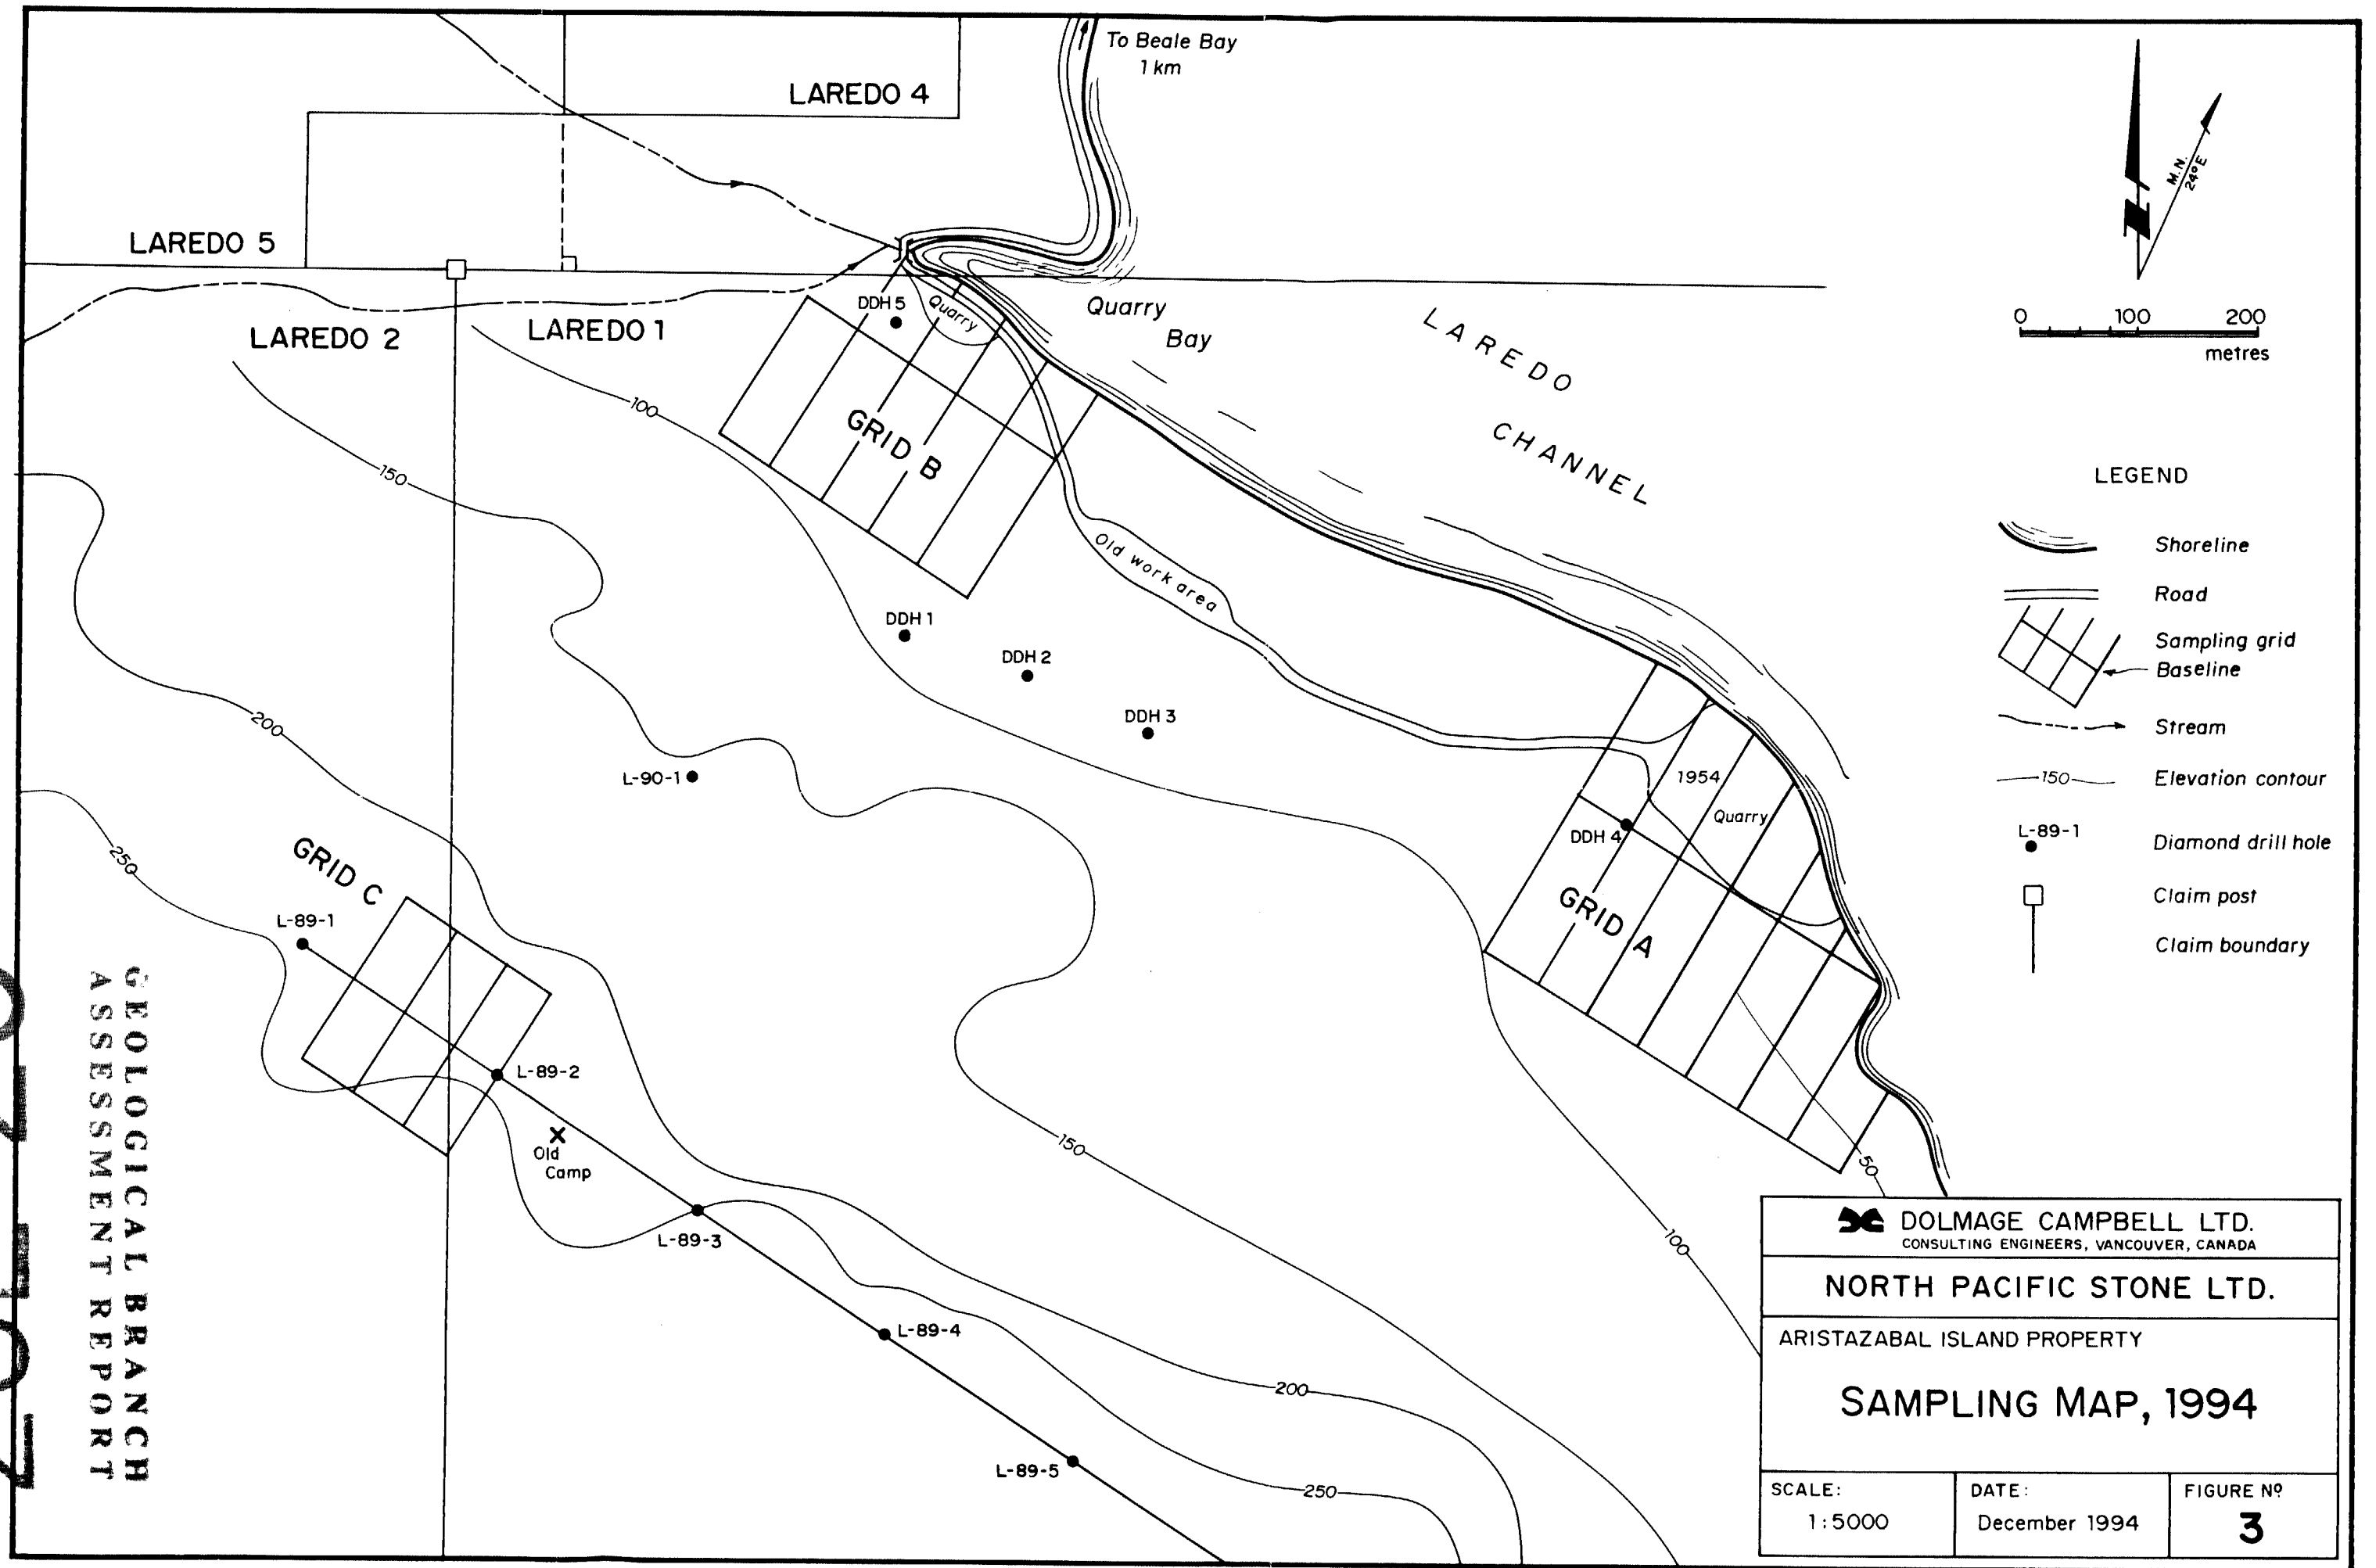 To Beale Bay
1 km
LAREDO 4
M.N.
24°E
LAREDO 5
DDH 5
Quarry
Quarry
Bay
LAREDO
CHANNEL
0 100 200
metres
LAREDO 2
LAREDO 1
100
GRID B
150
LEGEND
Shoreline
Road
Sampling grid
Baseline
Stream
150
Elevation contour
L-89-1
Diamond drill hole
Claim post
Claim boundary
Old work area
DDH 1
DDH 2
DDH 3
200
L-90-1
1954
Quarry
DDH 4
GRID A
250
GRID C
L-89-1
L-89-2
Old
Camp
150
50
L-89-3
100
L-89-4
200
L-89-5
250
GEOLOGICAL BRANCH
ASSESSMENT REPORT
DOLMAGE CAMPBELL LTD.
CONSULTING ENGINEERS, VANCOUVER, CANADA
NORTH PACIFIC STONE LTD.
ARISTAZABAL ISLAND PROPERTY
SAMPLING MAP, 1994
SCALE:
1:5000
DATE:
December 1994
FIGURE Nº
3